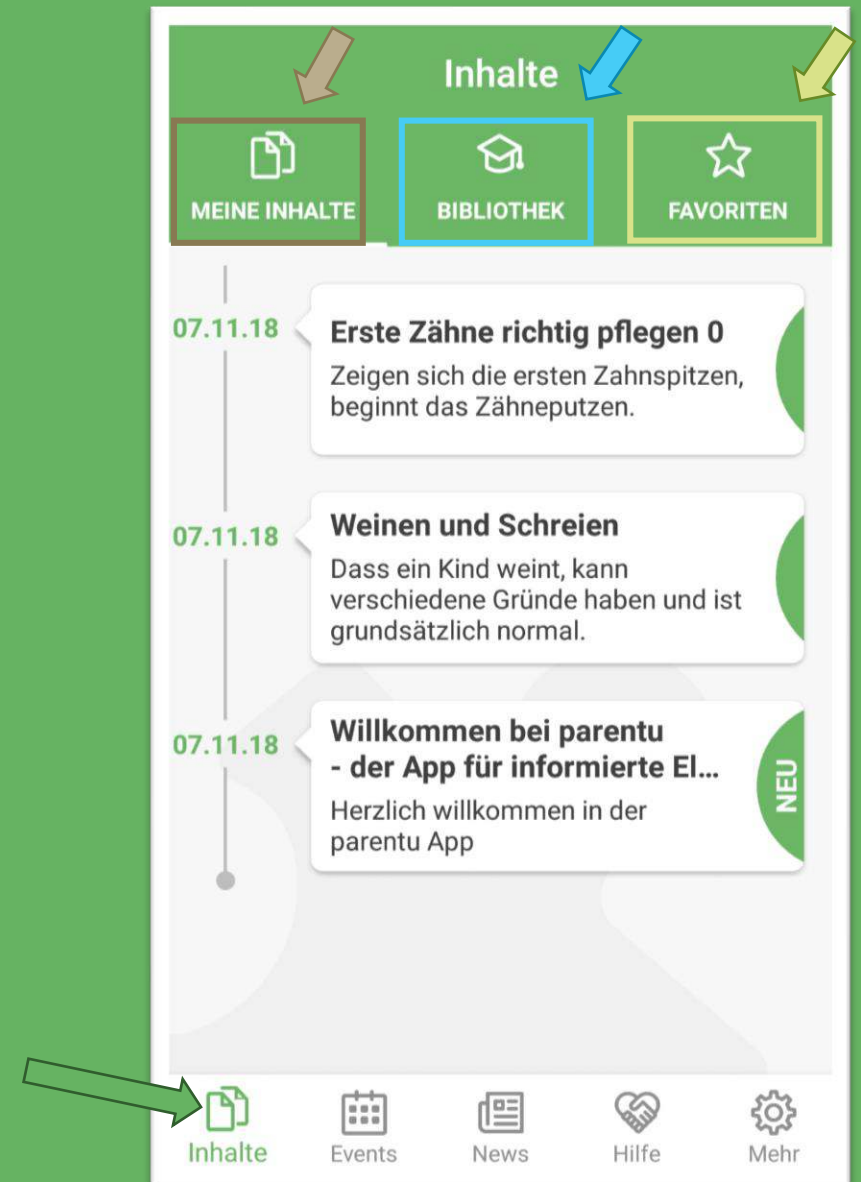 Inhalte
MEINE INHALTE
BIBLIOTHEK
FAVORITEN
07.11.18
Erste Zähne richtig pflegen 0
Zeigen sich die ersten Zahnspitzen,
beginnt das Zähneputzen.
07.11.18
Weinen und Schreien
Dass ein Kind weint, kann
verschiedene Gründe haben und ist
grundsätzlich normal.
07.11.18
Willkommen bei parentu
- der App für informierte El...
Herzlich willkommen in der
parentu App
NEU
Inhalte
Events
News
Hilfe
Mehr